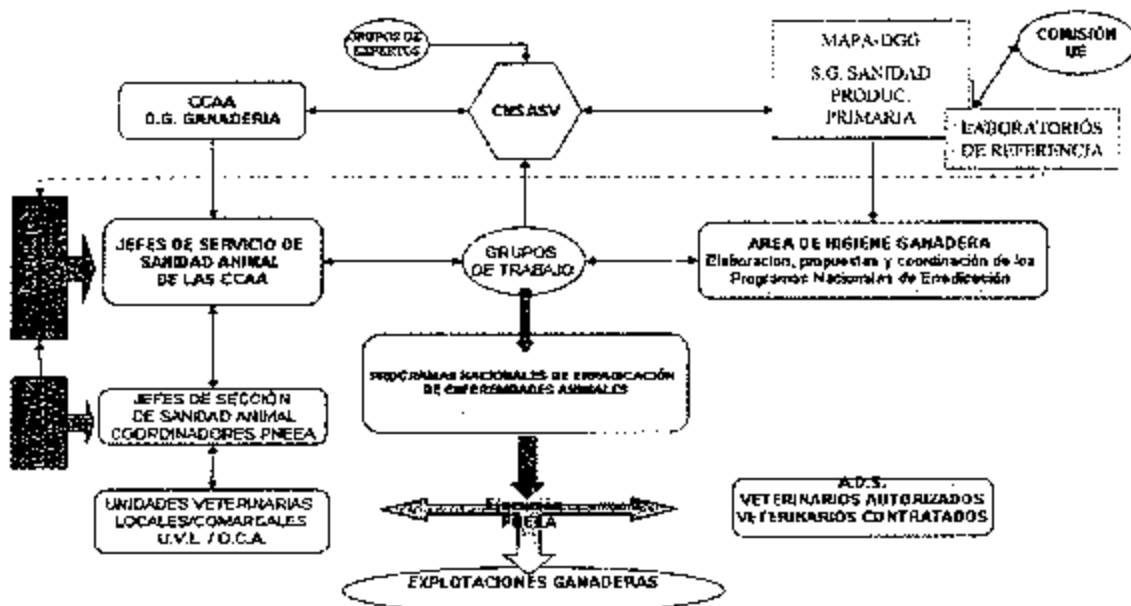 GRUPOS DE
EXPERTOS
MAPA-DGG
S.G. SANIDAD
PRODUC.
PRIMARIA
COMISIÓN
UE
CCAA
D.G. GANADERIA
CNSASV
LABORATORIÓS
DE REFERENCIA
JEFES DE SERVICIO DE
SANIDAD ANIMAL
DE LAS CCAA
GRUPOS
DE TRABAJO
AREA DE HIGIENE GANADERA
Elaboracion, propuestas y coordinación de los
Programas Nacionales de Erradicación
PROGRAMAS NACIONALES DE ERRADICACIÓN
DE ENFERMEDADES ANIMALES
JEFES DE SECCIÓN
DE SANIDAD ANIMAL
COORDINADORES PNEEA
UNIDADES VETERINARIAS
LOCALES/COMARCALES
U.V.L. / O.C.A.
Ejecución
PNEEA
A.D.S.
VETERINARIOS AUTORIZADOS
VETERINARIOS CONTRATADOS
EXPLOTACIONES GANADERAS